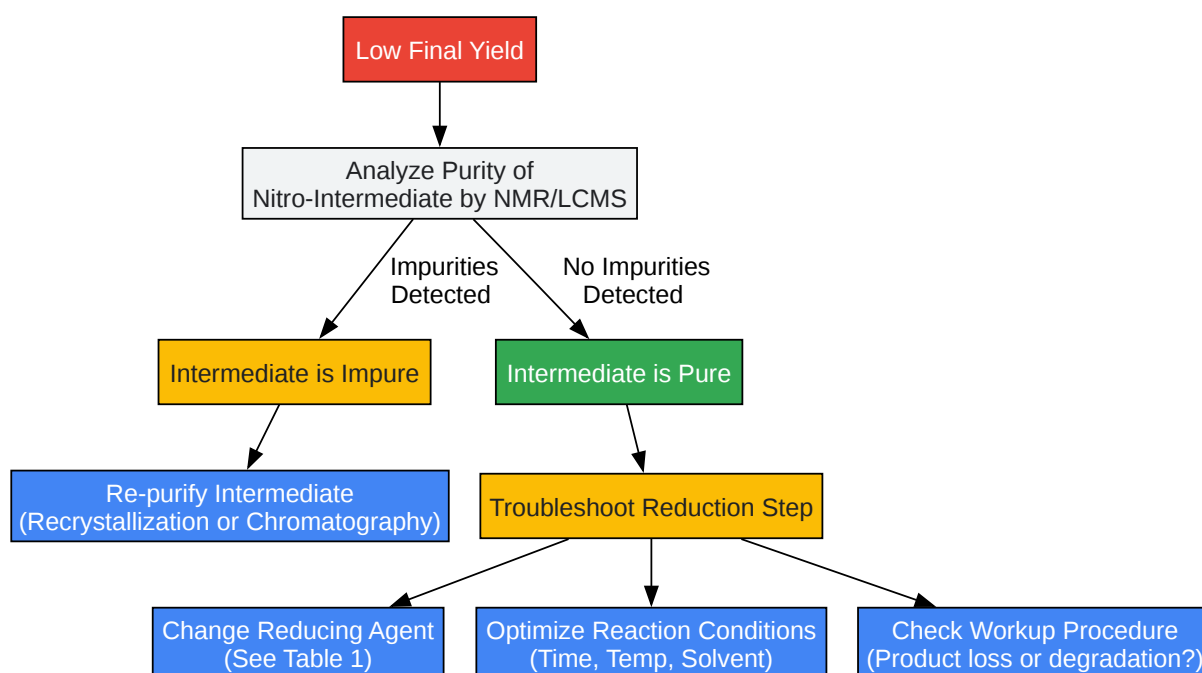 Low Final Yield
Analyze Purity of
Nitro-Intermediate by NMR/LCMS
Impurities
Detected
No Impurities
Detected
Intermediate is Impure
Intermediate is Pure
Re-purify Intermediate
(Recrystallization or Chromatography)
Troubleshoot Reduction Step
Change Reducing Agent
(See Table 1)
Optimize Reaction Conditions
(Time, Temp, Solvent)
Check Workup Procedure
(Product loss or degradation?)